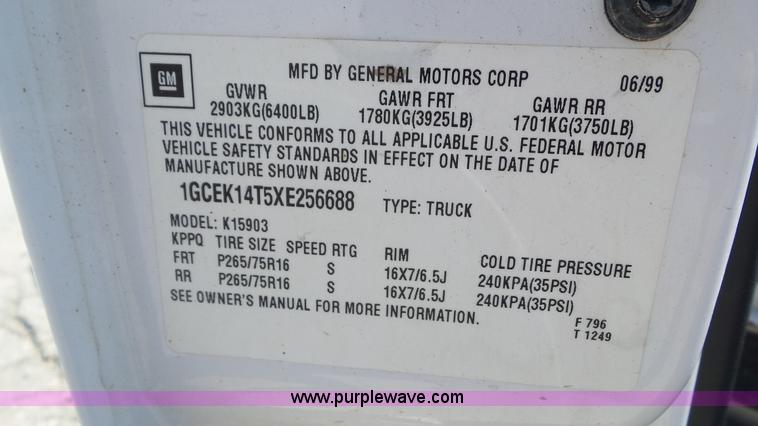 GM
MFD BY GENERAL MOTORS CORP 06/99
GVWR GAWR FRT GAWR RR
2903KG(6400LB) 1780KG(3925LB) 1701KG(3750LB)
THIS VEHICLE CONFORMS TO ALL APPLICABLE U.S. FEDERAL MOTOR
VEHICLE SAFETY STANDARDS IN EFFECT ON THE DATE OF
MANUFACTURE SHOWN ABOVE.
1GCEK14T5XE256688 TYPE: TRUCK
MODEL: K15903
KPPQ TIRE SIZE SPEED RTG RIM COLD TIRE PRESSURE
FRT P265/75R16 S 16X7/6.5J 240KPA(35PSI)
RR P265/75R16 S 16X7/6.5J 240KPA(35PSI)
SEE OWNER'S MANUAL FOR MORE INFORMATION.
F 796
T 1249
www.purplewave.com